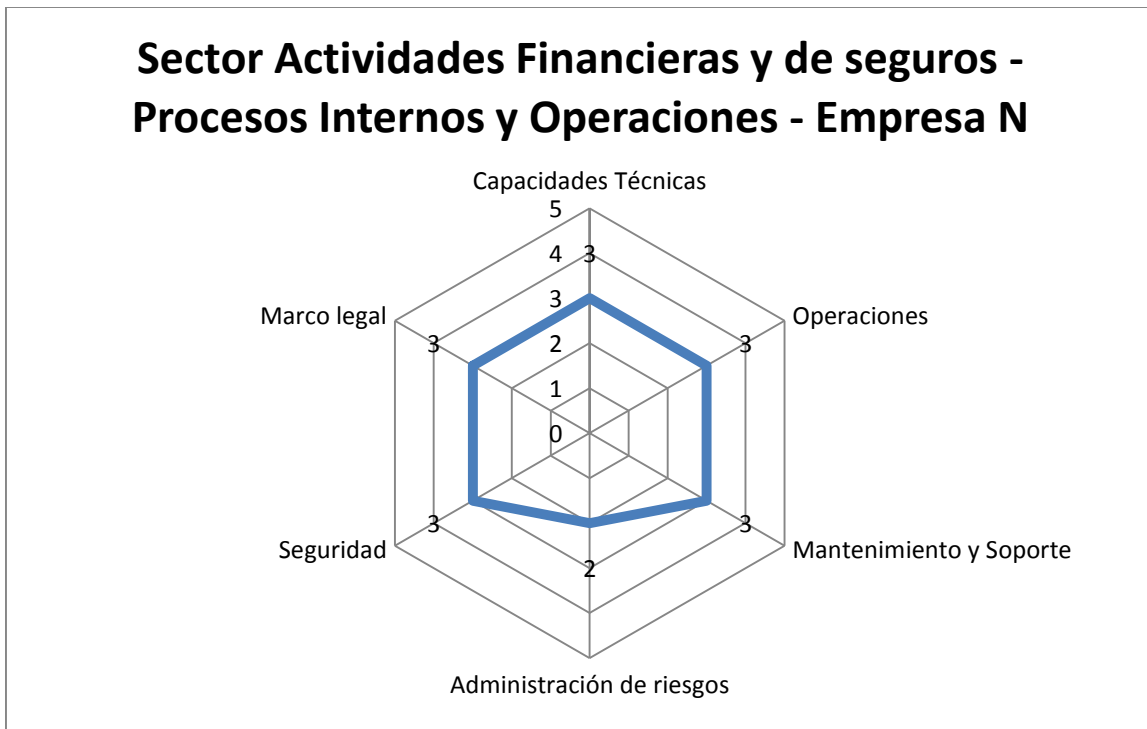 Sector Actividades Financieras y de seguros -
Procesos Internos y Operaciones - Empresa N
Capacidades Técnicas
5
4 3
3
2
1
0
Marco legal
3
Operaciones
3
Seguridad
3
Mantenimiento y Soporte
3
2
Administración de riesgos